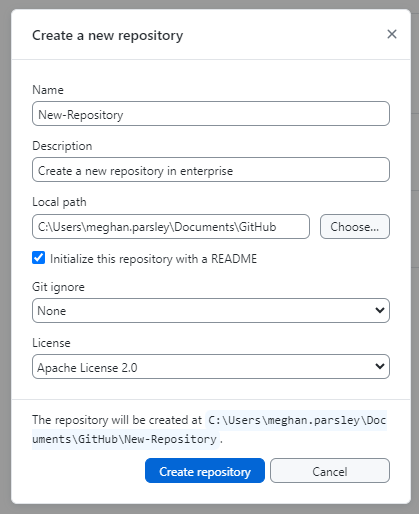 Create a new repository
Name
New-Repository
Description
Create a new repository in enterprise
Local path
C:\Users\meghan.parsley\Documents\GitHub
Choose...
Initialize this repository with a README
Git ignore
None
License
Apache License 2.0
The repository will be created at C:\Users\meghan.parsley\Doc
uments\GitHub\New-Repository.
Create repository
Cancel